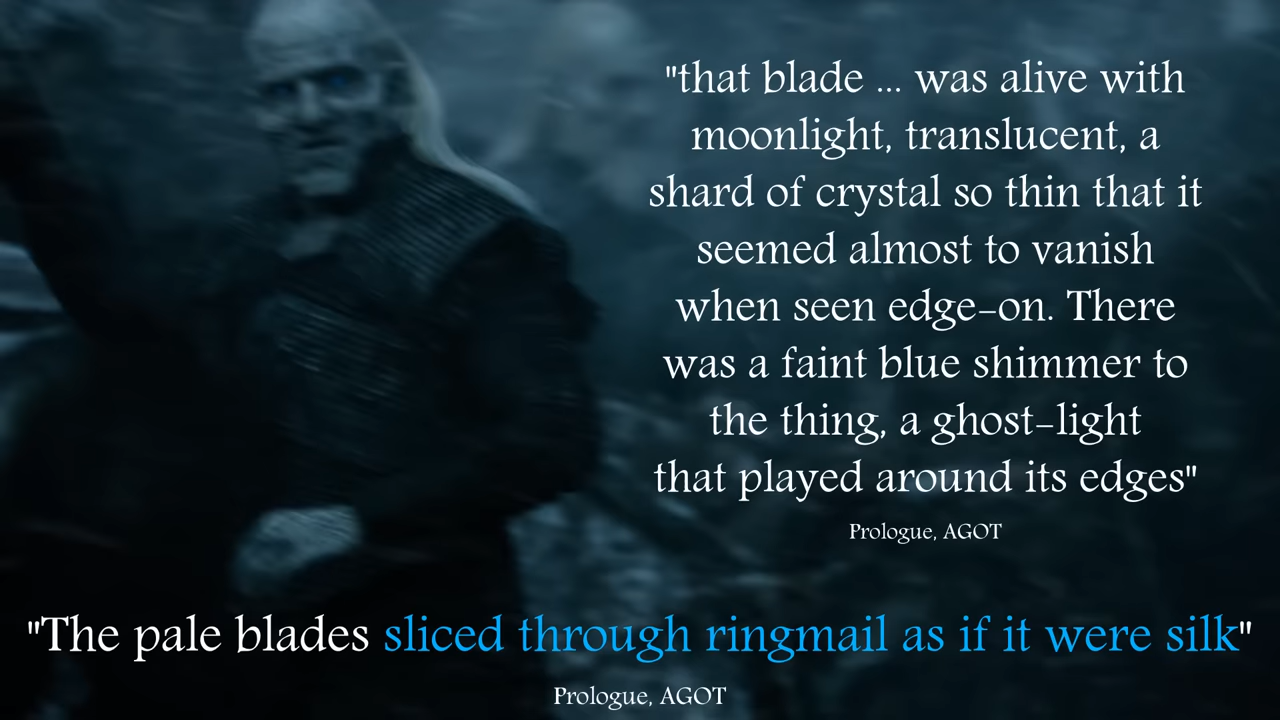 "that blade ... was alive with
moonlight, translucent, a
shard of crystal so thin that it
seemed almost to vanish
when seen edge-on. There
was a faint blue shimmer to
the thing, a ghost-light
that played around its edges"
Prologue, AGOT
"The pale blades sliced through ringmail as if it were silk"
Prologue, AGOT